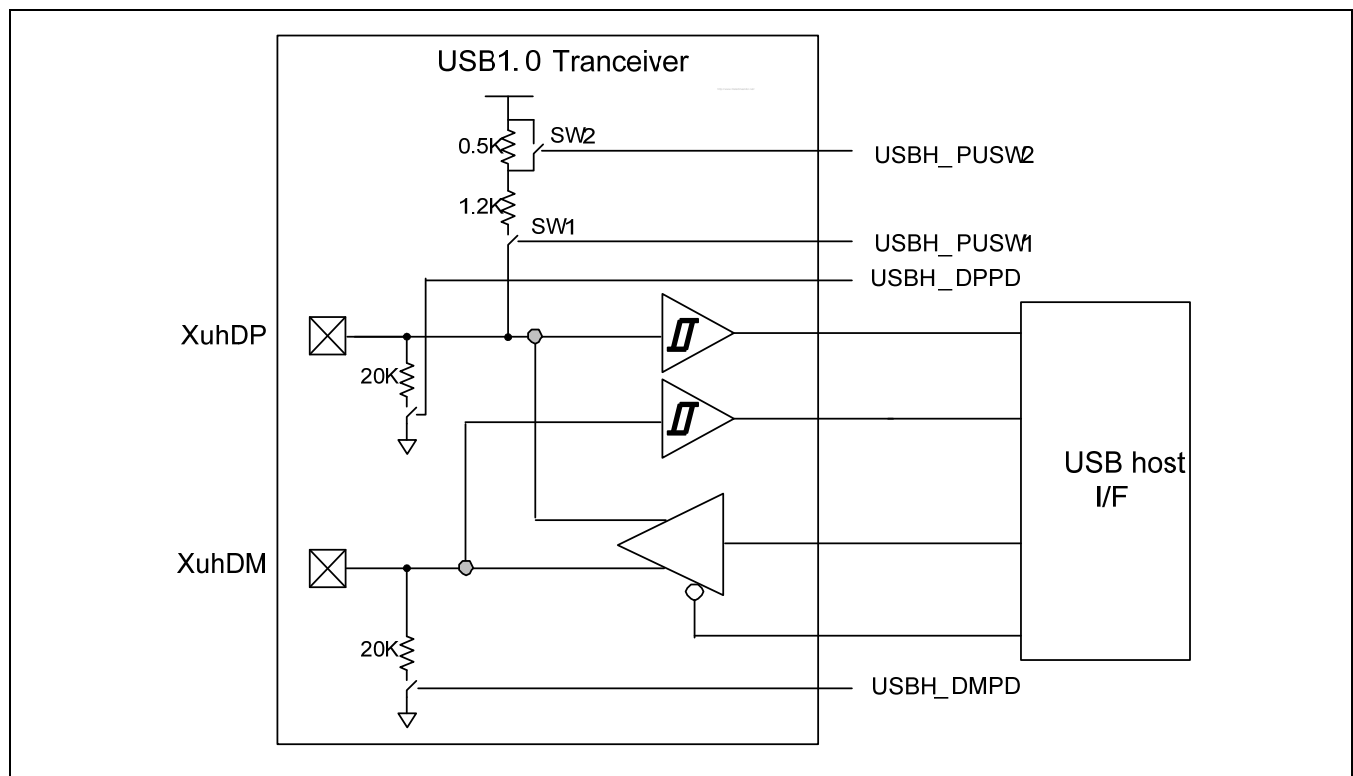 USB1.0 Tranceiver
0.5K
SW2
USBH_PUSW2
1.2K
SW1
USBH_PUSW1
USBH_DPPD
XuhDP
20K
USB host
I/F
XuhDM
20K
USBH_DMPD